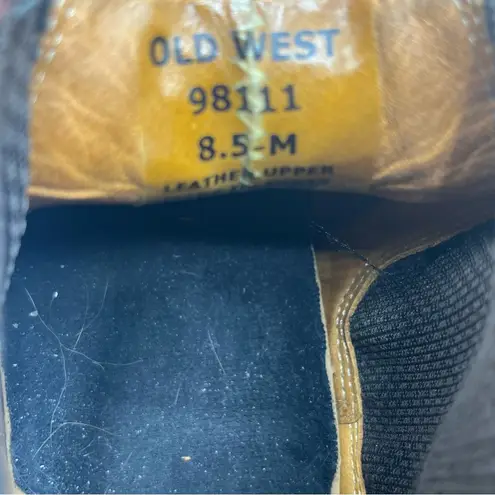 OLD WEST
98111
8.5-M
LEATHER UPPER